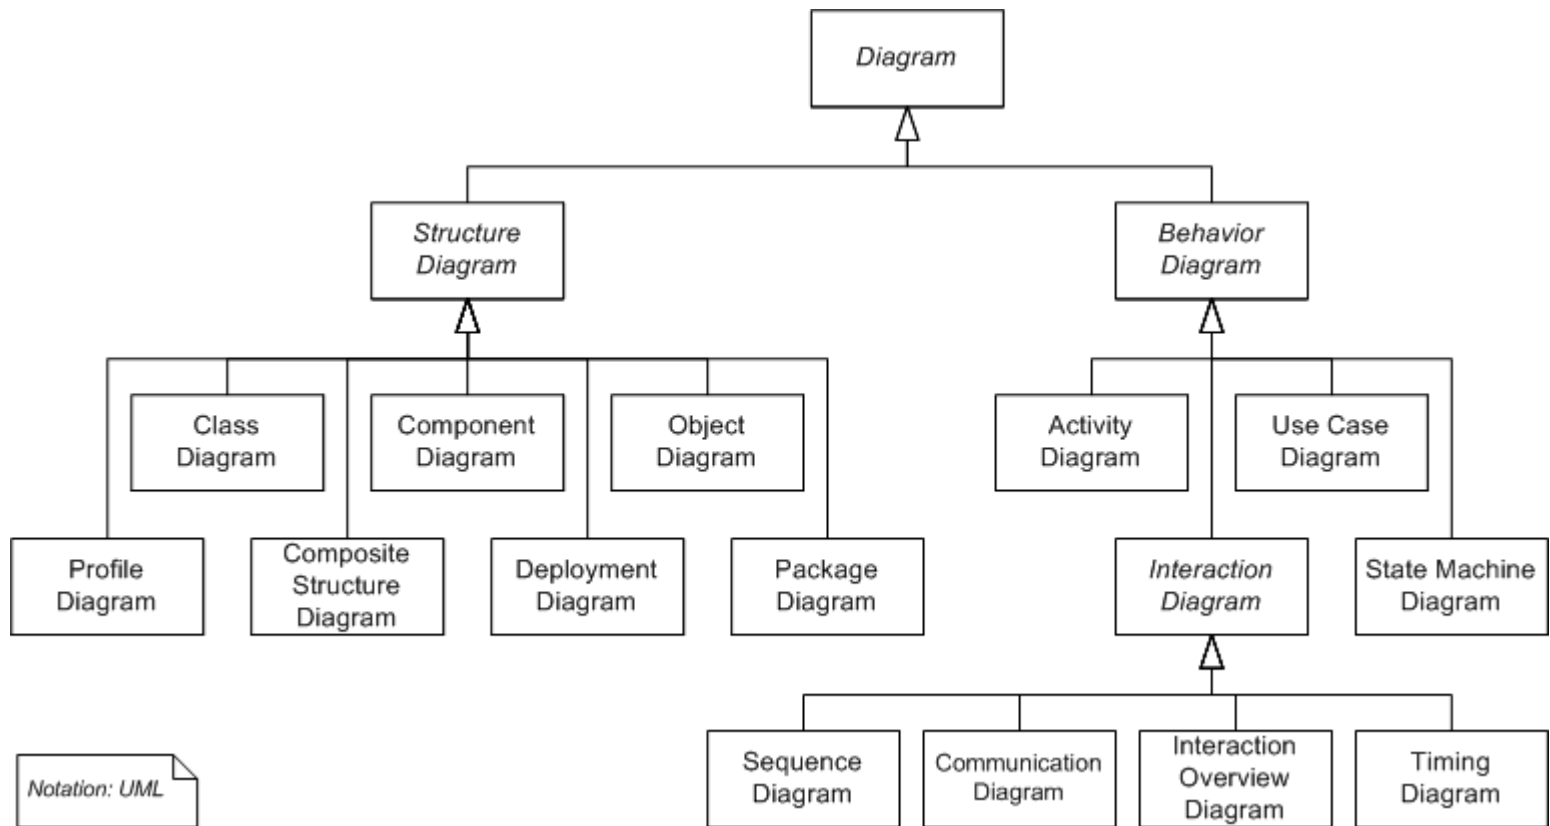 Diagram
Structure
Diagram
Behavior
Diagram
Class
Diagram
Component
Diagram
Object
Diagram
Activity
Diagram
Use Case
Diagram
Profile
Diagram
Composite
Structure
Diagram
Deployment
Diagram
Package
Diagram
Interaction
Diagram
State Machine
Diagram
Sequence
Diagram
Communication
Diagram
Interaction
Overview
Diagram
Timing
Diagram
Notation: UML